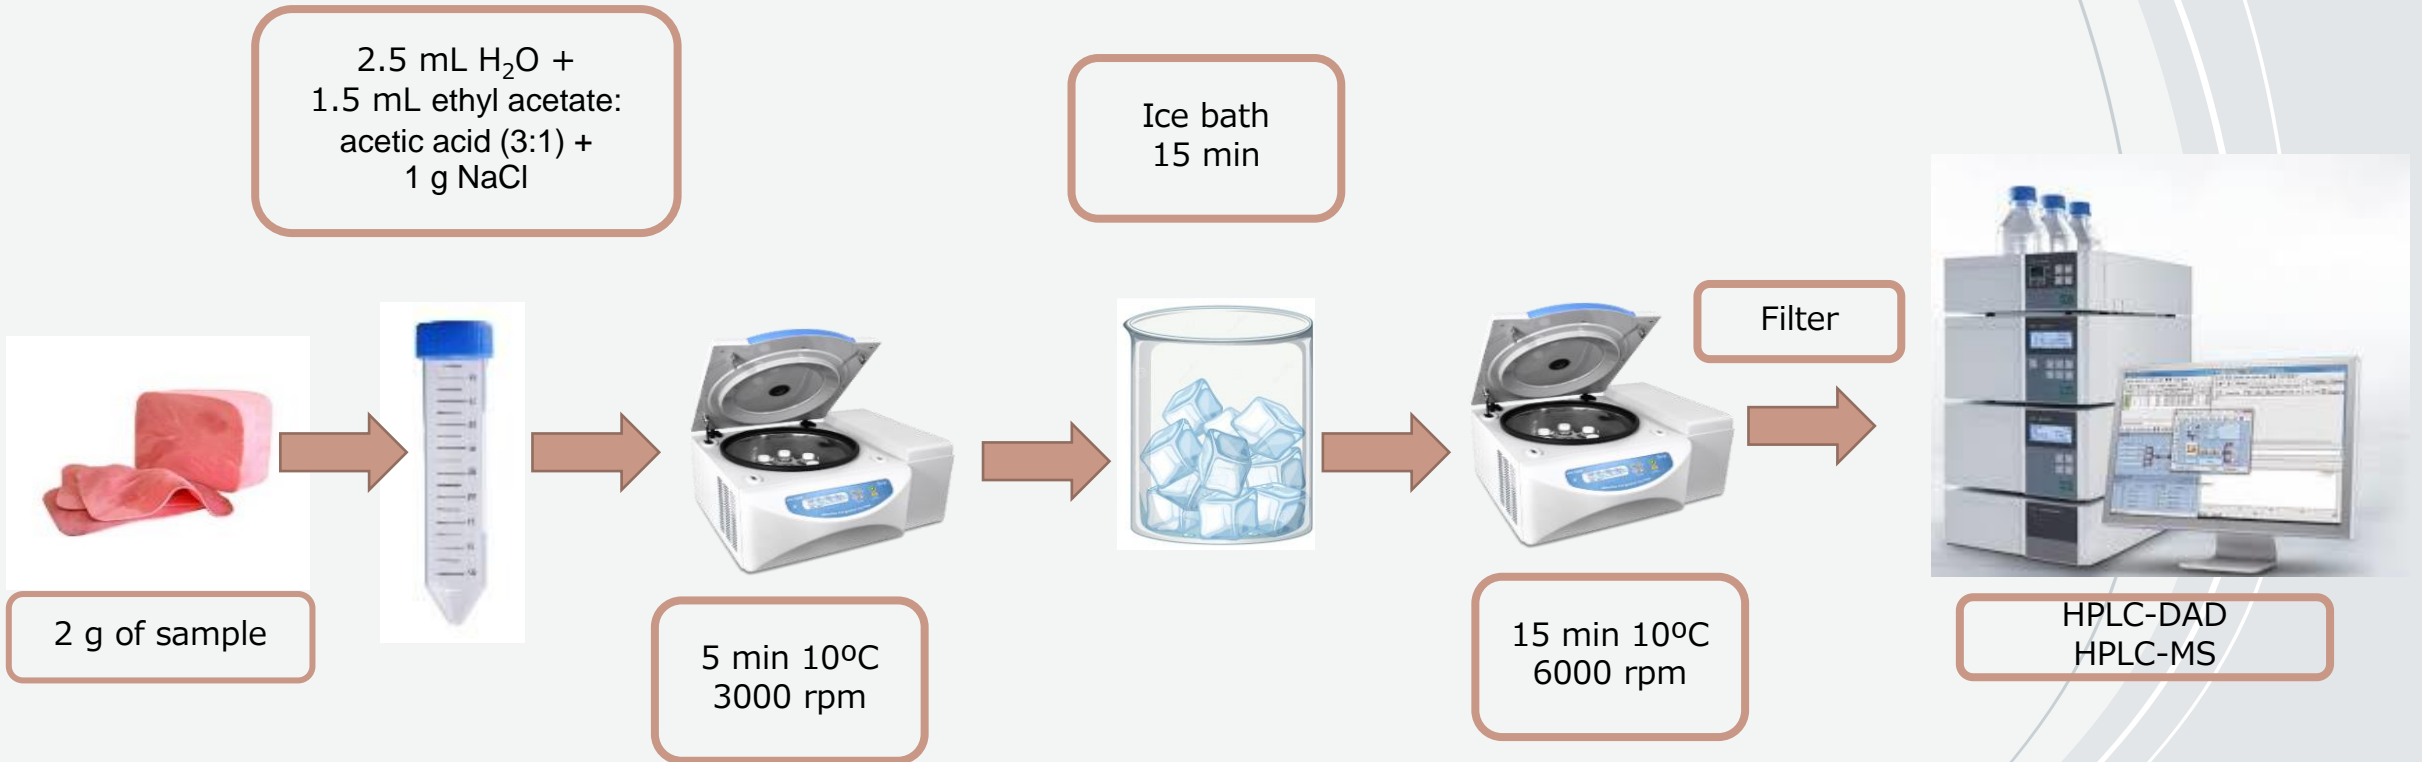 2.5 mL H₂O +
1.5 mL ethyl acetate:
acetic acid (3:1) +
1 g NaCl
Ice bath
15 min
Filter
2 g of sample
5 min 10ºC
3000 rpm
15 min 10ºC
6000 rpm
HPLC-DAD
HPLC-MS